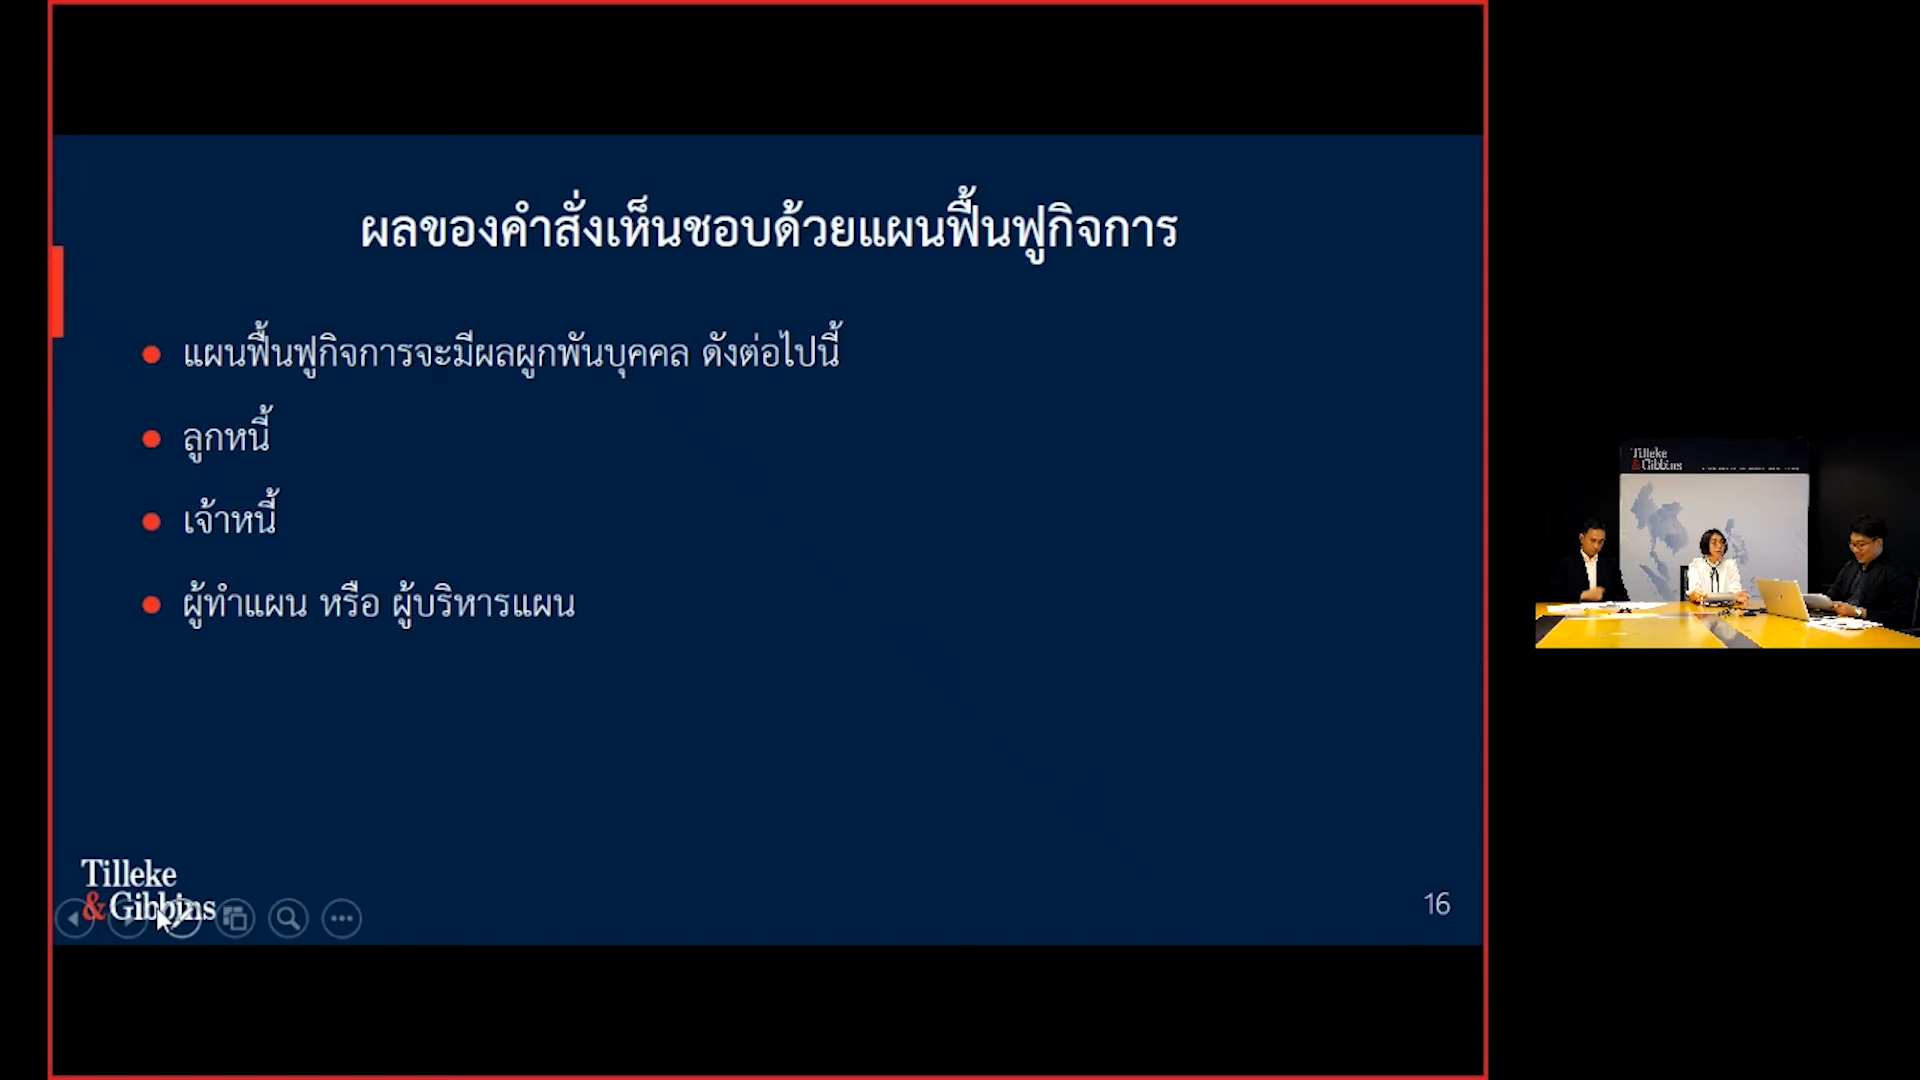 ผลของคำสั่งเห็นชอบด้วยแผนฟื้นฟูกิจการ
แผนฟื้นฟูกิจการจะมีผลผูกพันบุคคล ดังต่อไปนี้
ลูกหนี้
เจ้าหนี้
ผู้ทำแผน หรือ ผู้บริหารแผน
Tilleke
& Gibbins
16
Tilleke
& Gibbins